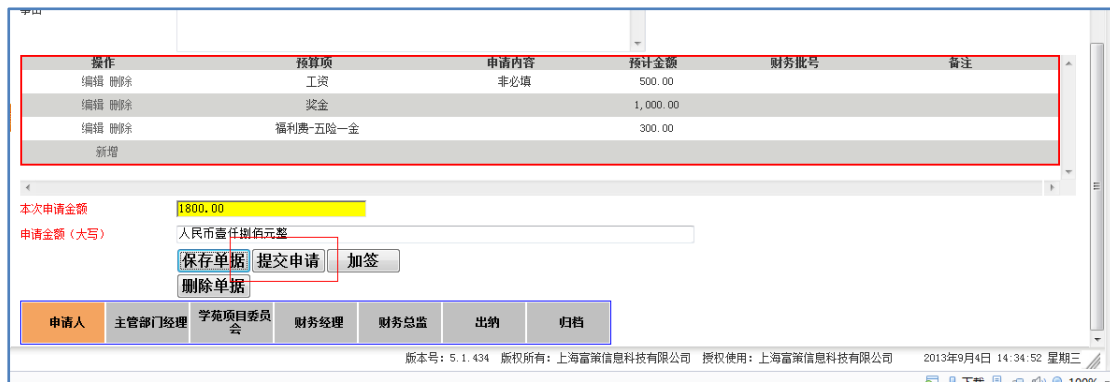 事由
操作 预算项 申请内容 预计金额 财务批号 备注
编辑 删除 工资 非必填 500.00
编辑 删除 奖金 1,000.00
编辑 删除 福利费-五险一金 300.00
新增
本次申请金额 1800.00
申请金额（大写） 人民币壹仟捌佰元整
保存单据 提交申请 加签
删除单据
申请人 主管部门经理 学苑项目委员会 财务经理 财务总监 出纳 归档
版本号：5.1.434 版权所有：上海富策信息科技有限公司 授权使用：上海富策信息科技有限公司 2013年9月4日 14:34:52 星期三
下载 100%